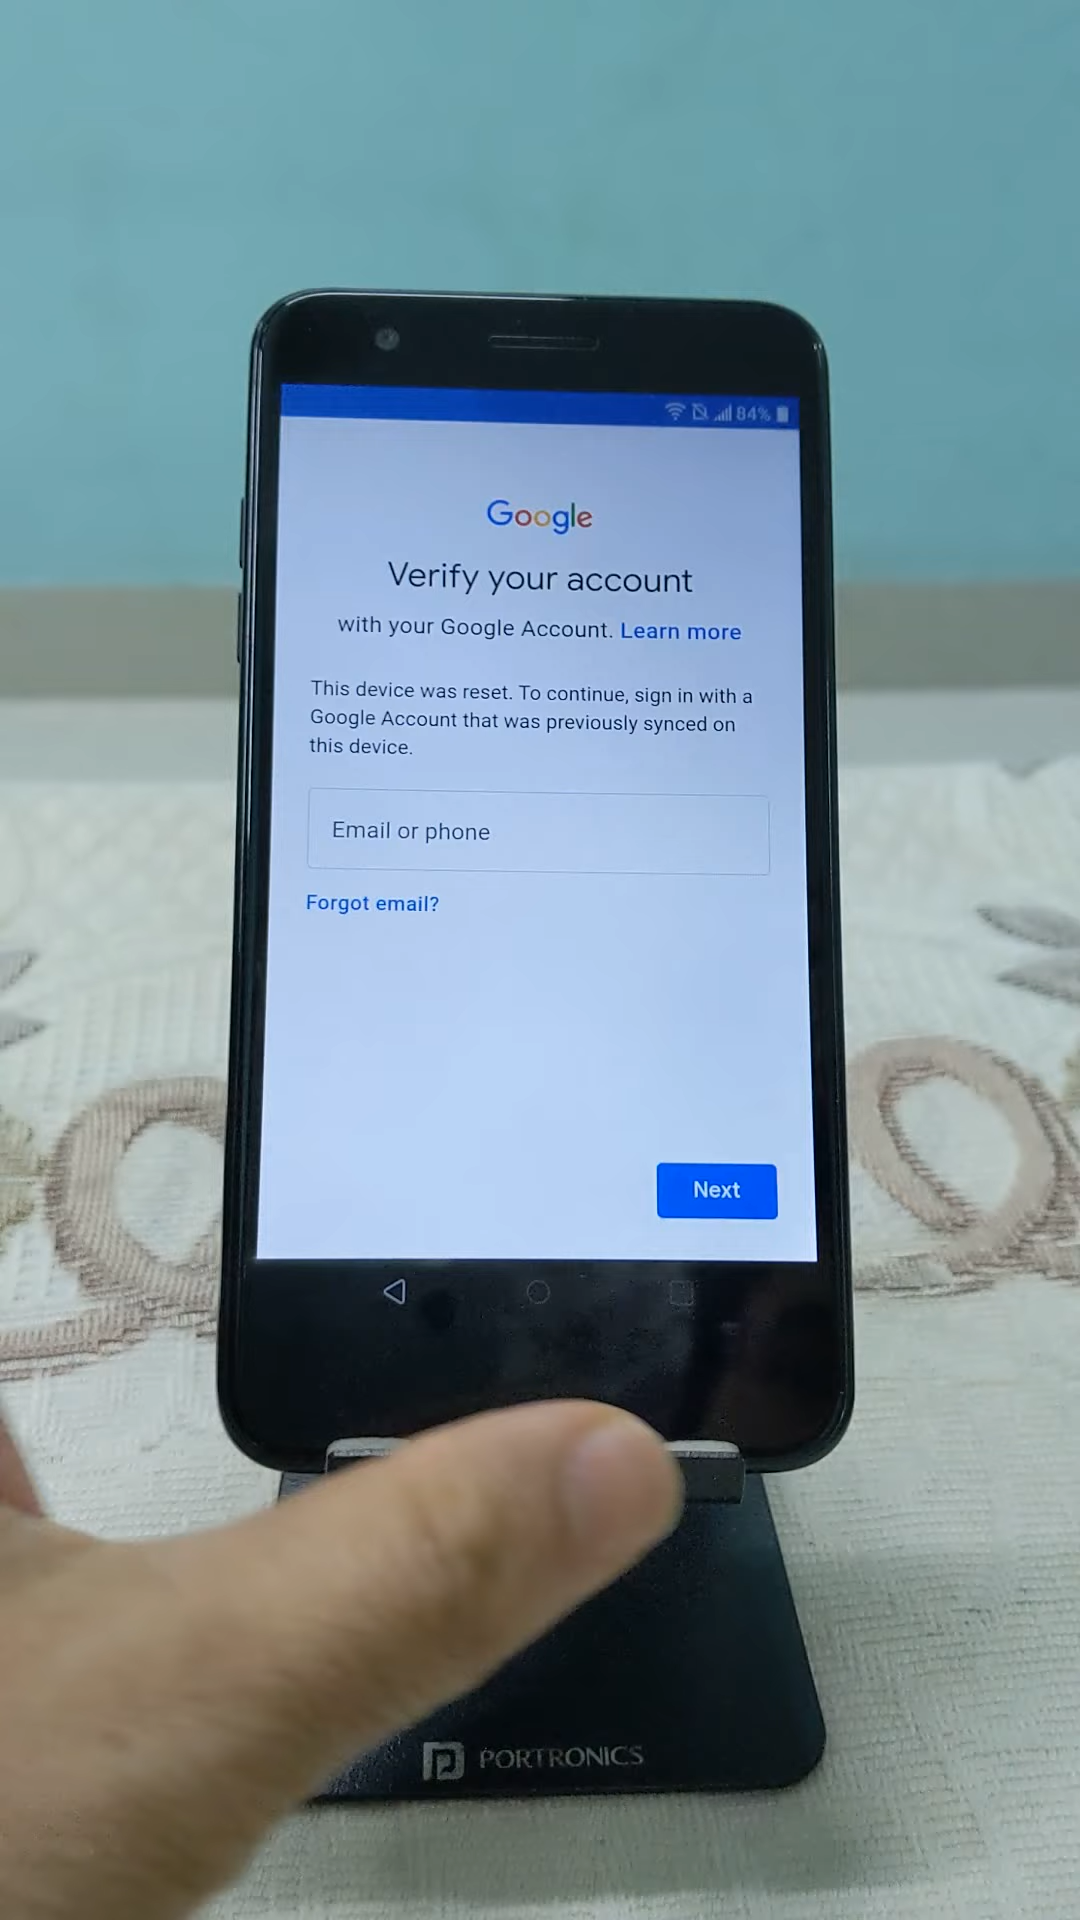 84%
Google
Verify your account
with your Google Account. Learn more
This device was reset. To continue, sign in with a
Google Account that was previously synced on
this device.
Email or phone
Forgot email?
Next
PORTRONICS